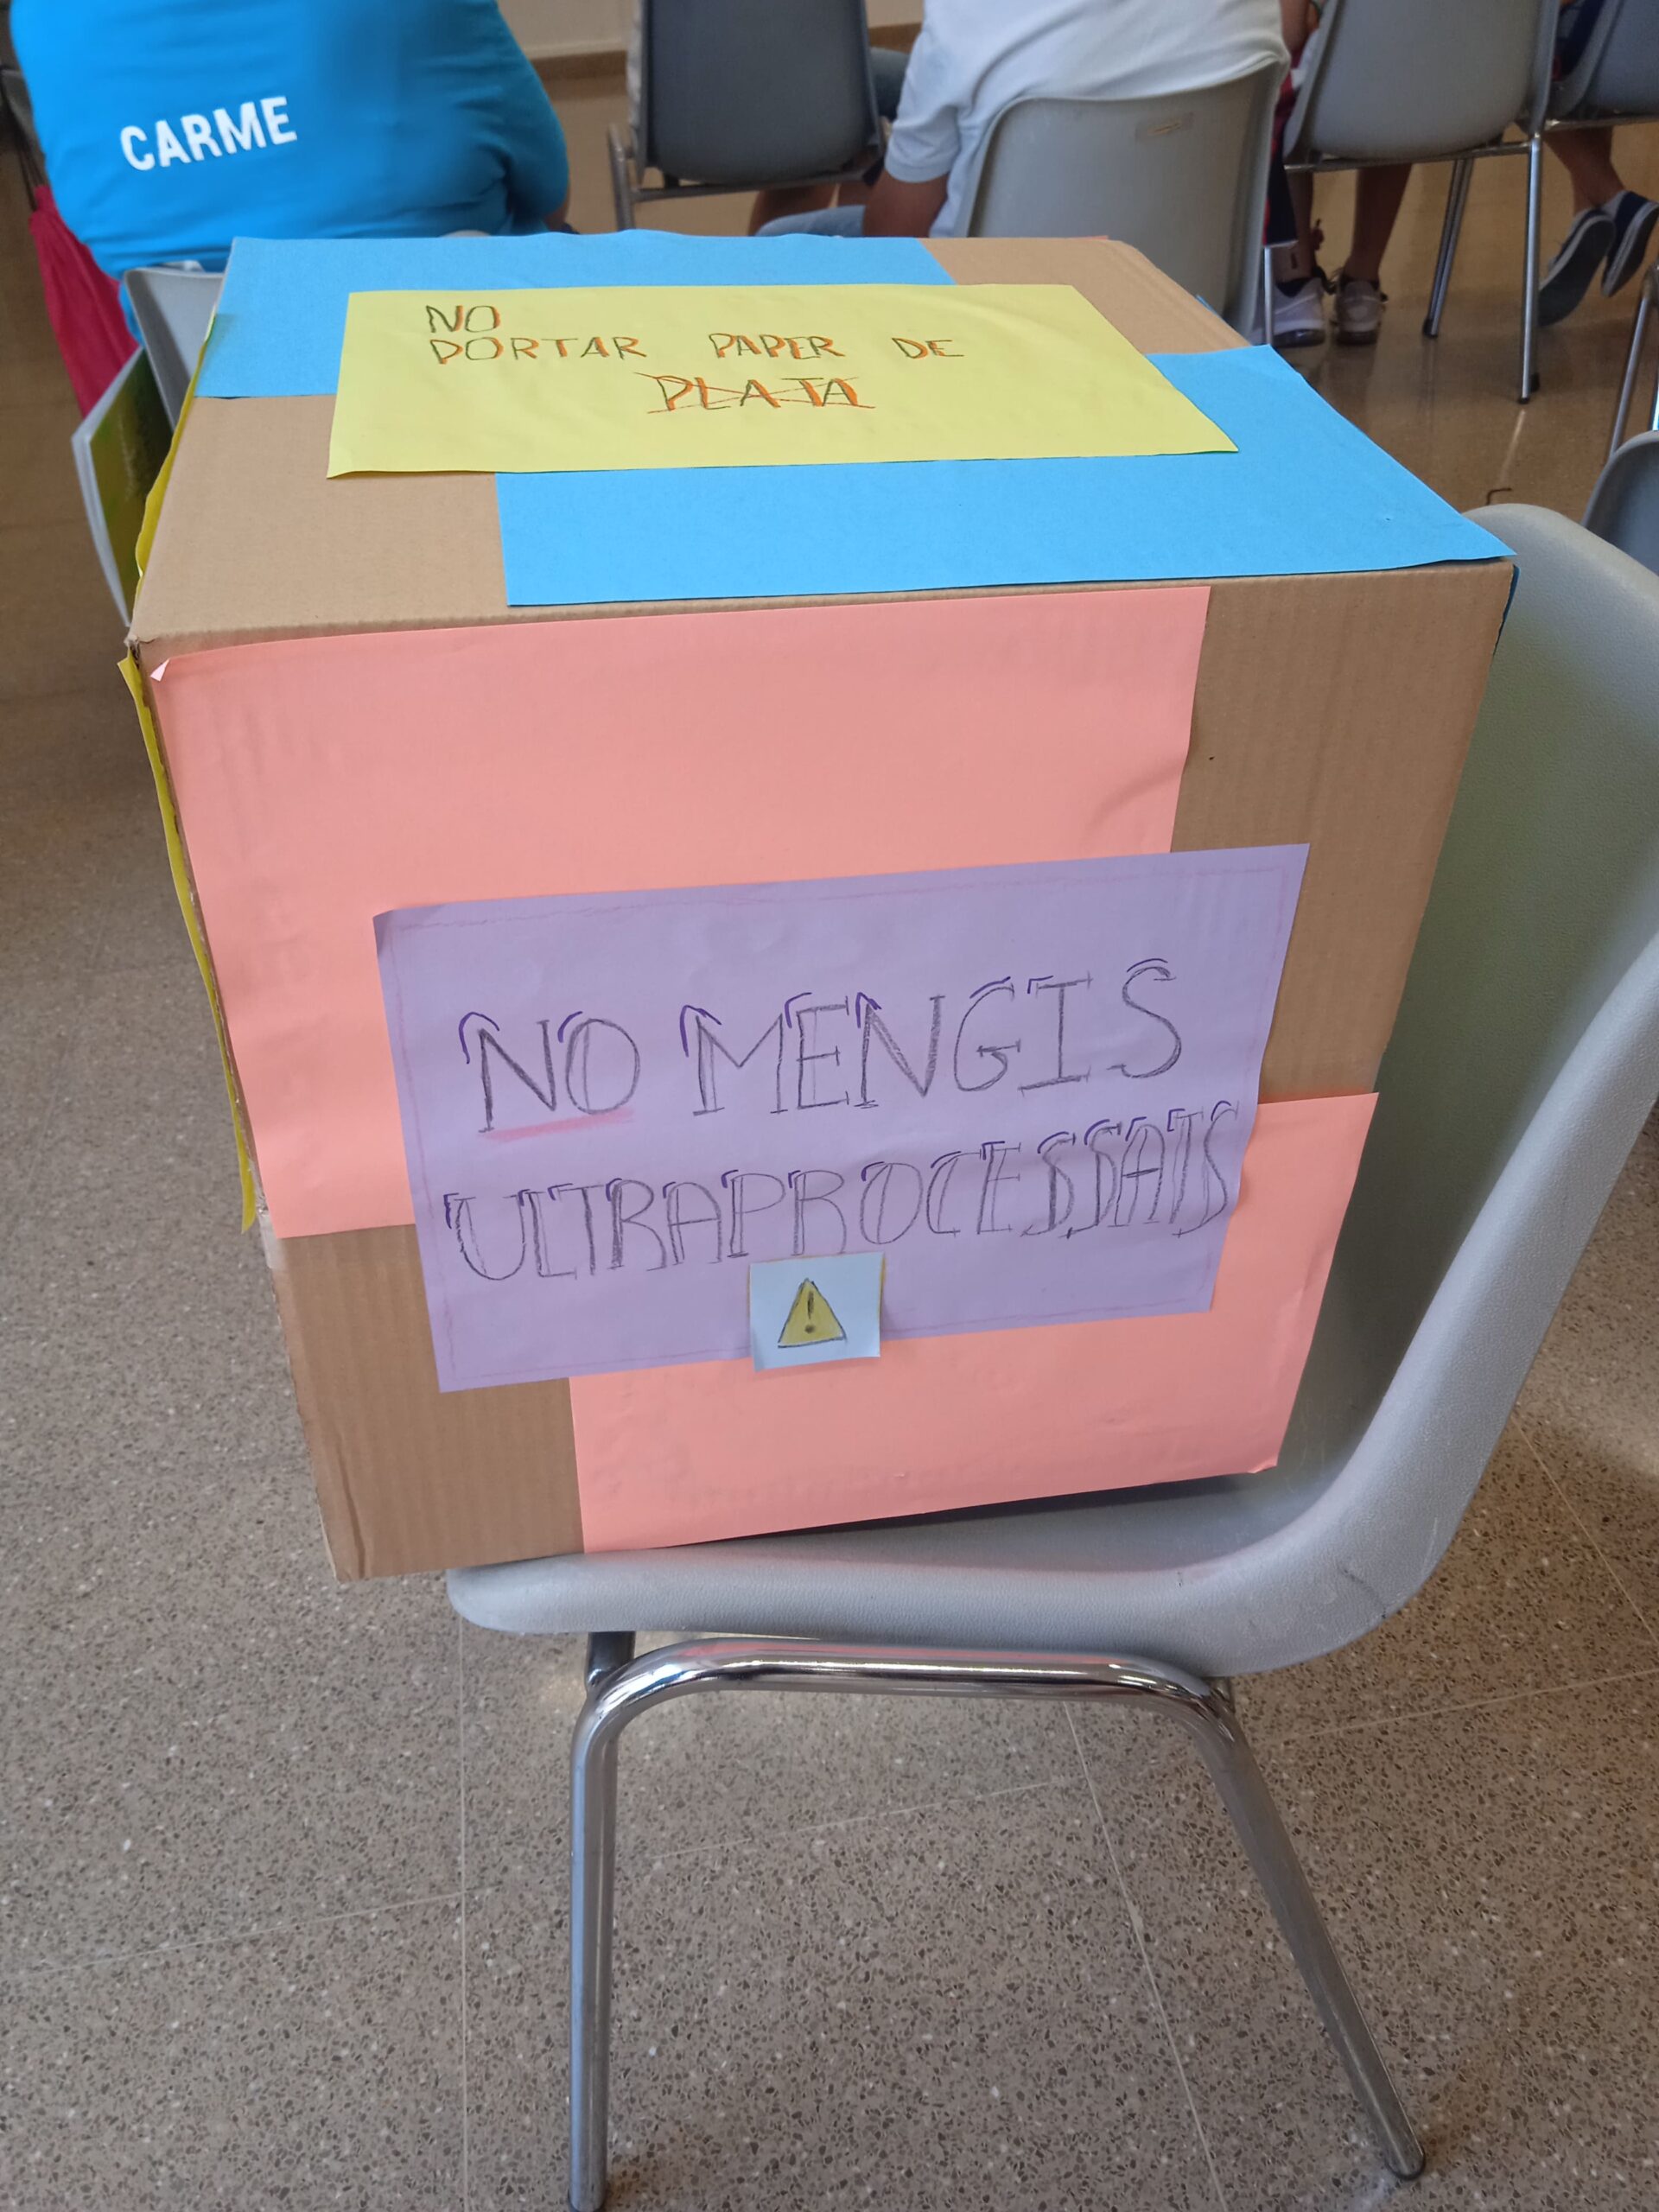 CARME
NO
PORTAR PAPER DE
PLATA
NO MENGIS
ULTRAPROCESSATS
!